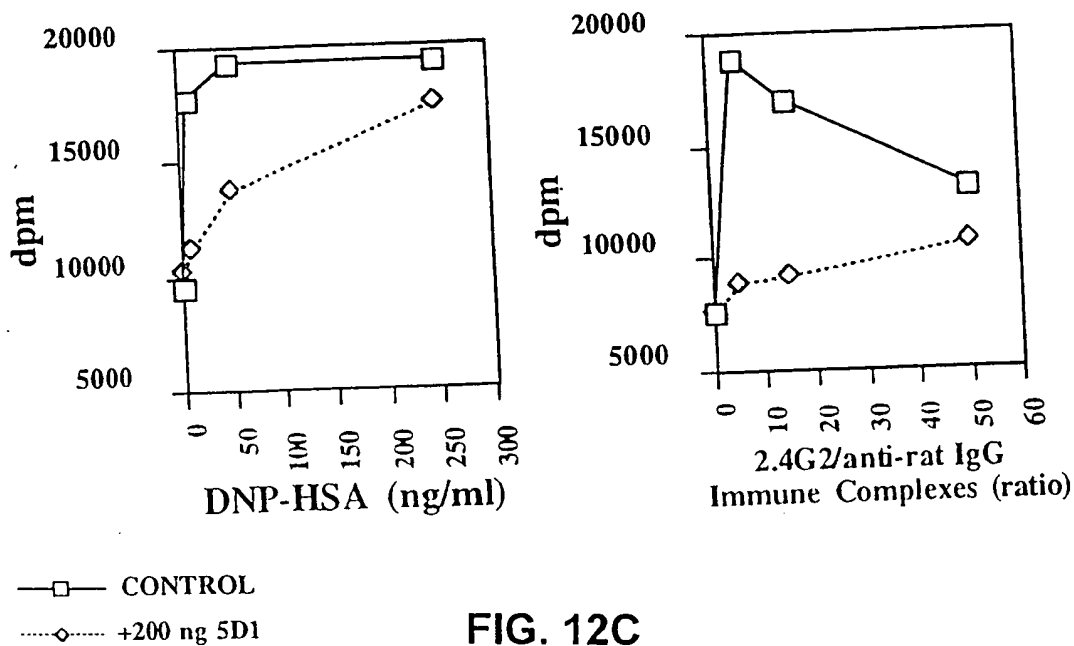 20000
15000
10000
5000
dpm
0
50
100
150
200
250
300
DNP-HSA (ng/ml)
20000
15000
10000
5000
dpm
0
10
20
30
40
50
60
2.4G2/anti-rat IgG
Immune Complexes (ratio)
CONTROL
+200 ng 5D1
FIG. 12C